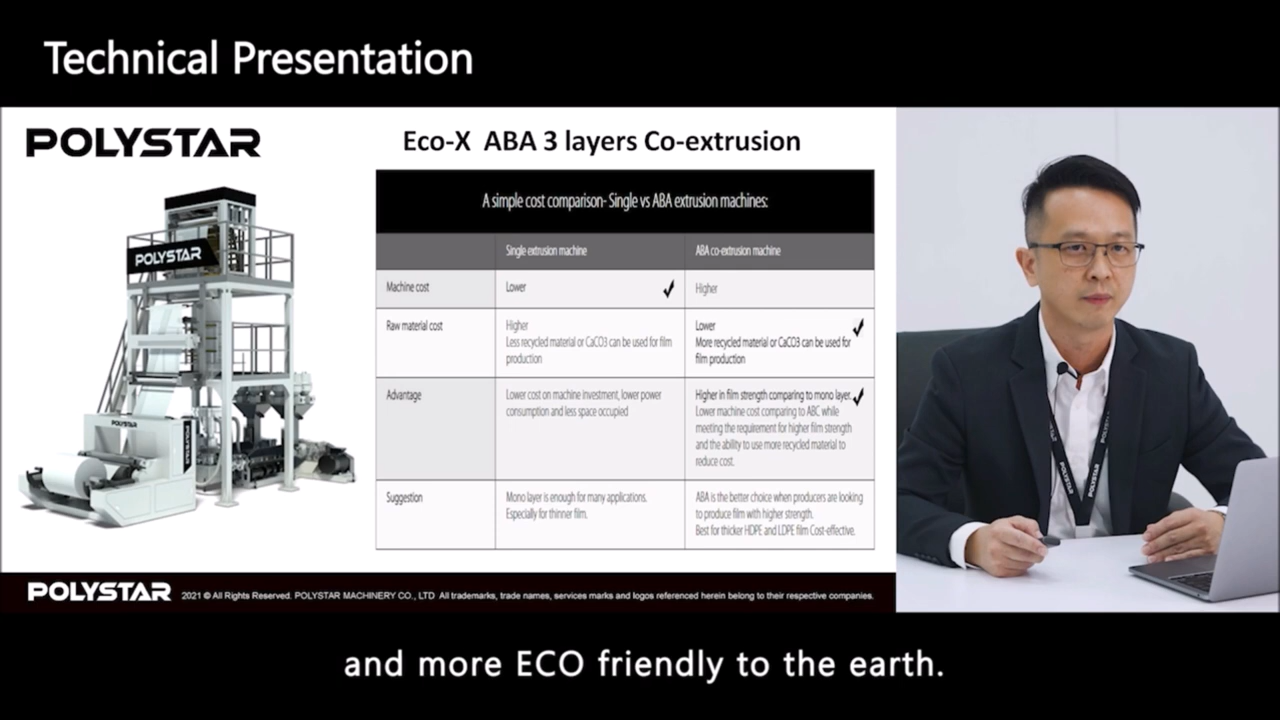 Technical Presentation
POLYSTAR
Eco-X ABA 3 layers Co-extrusion
A simple cost comparison- Single vs ABA extrusion machines:
Single extrusion machine
ABA co-extrusion machine
Machine cost
Lower
Higher
Raw material cost
Higher
Less recycled material or CaCO3 can be used for film
production
Lower
More recycled material or CaCO3 can be used for
film production
Advantage
Lower cost on machine investment, lower power
consumption and less space occupied
Higher in film strength comparing to mono layer.
Lower machine cost comparing to ABC while
meeting the requirement for higher film strength
and the ability to use more recycled material to
reduce cost.
Suggestion
Mono layer is enough for many applications.
Especially for thinner film.
ABA is the better choice when producers are looking
to produce film with higher strength.
Best for thicker HDPE and LDPE film Cost-effective.
POLYSTAR
POLYSTAR
POLYSTAR
POLYSTAR
POLYSTAR
POLYSTAR 2021 © All Rights Reserved. POLYSTAR MACHINERY CO., LTD All trademarks, trade names, services marks and logos referenced herein belong to their respective companies.
and more ECO friendly to the earth.